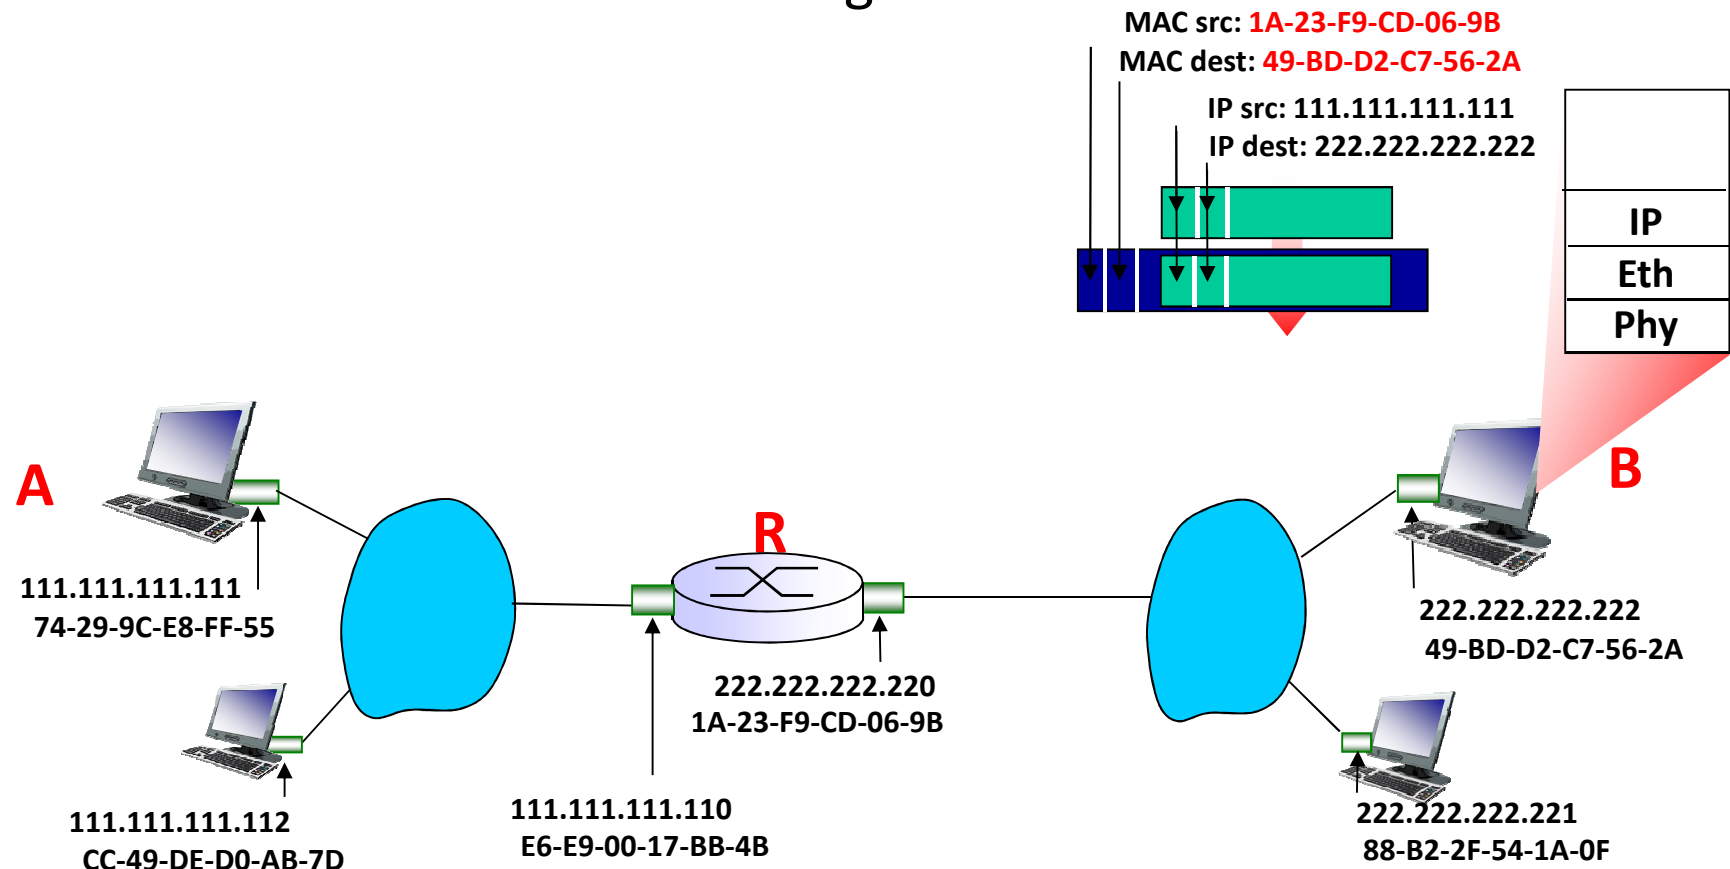 g
MAC src: 1A-23-F9-CD-06-9B
MAC dest: 49-BD-D2-C7-56-2A
IP src: 111.111.111.111
IP dest: 222.222.222.222
IP
Eth
Phy
A
B
R
111.111.111.111
74-29-9C-E8-FF-55
222.222.222.222
49-BD-D2-C7-56-2A
222.222.222.220
1A-23-F9-CD-06-9B
111.111.111.112
CC-49-DE-D0-AB-7D
111.111.111.110
E6-E9-00-17-BB-4B
222.222.222.221
88-B2-2F-54-1A-0F